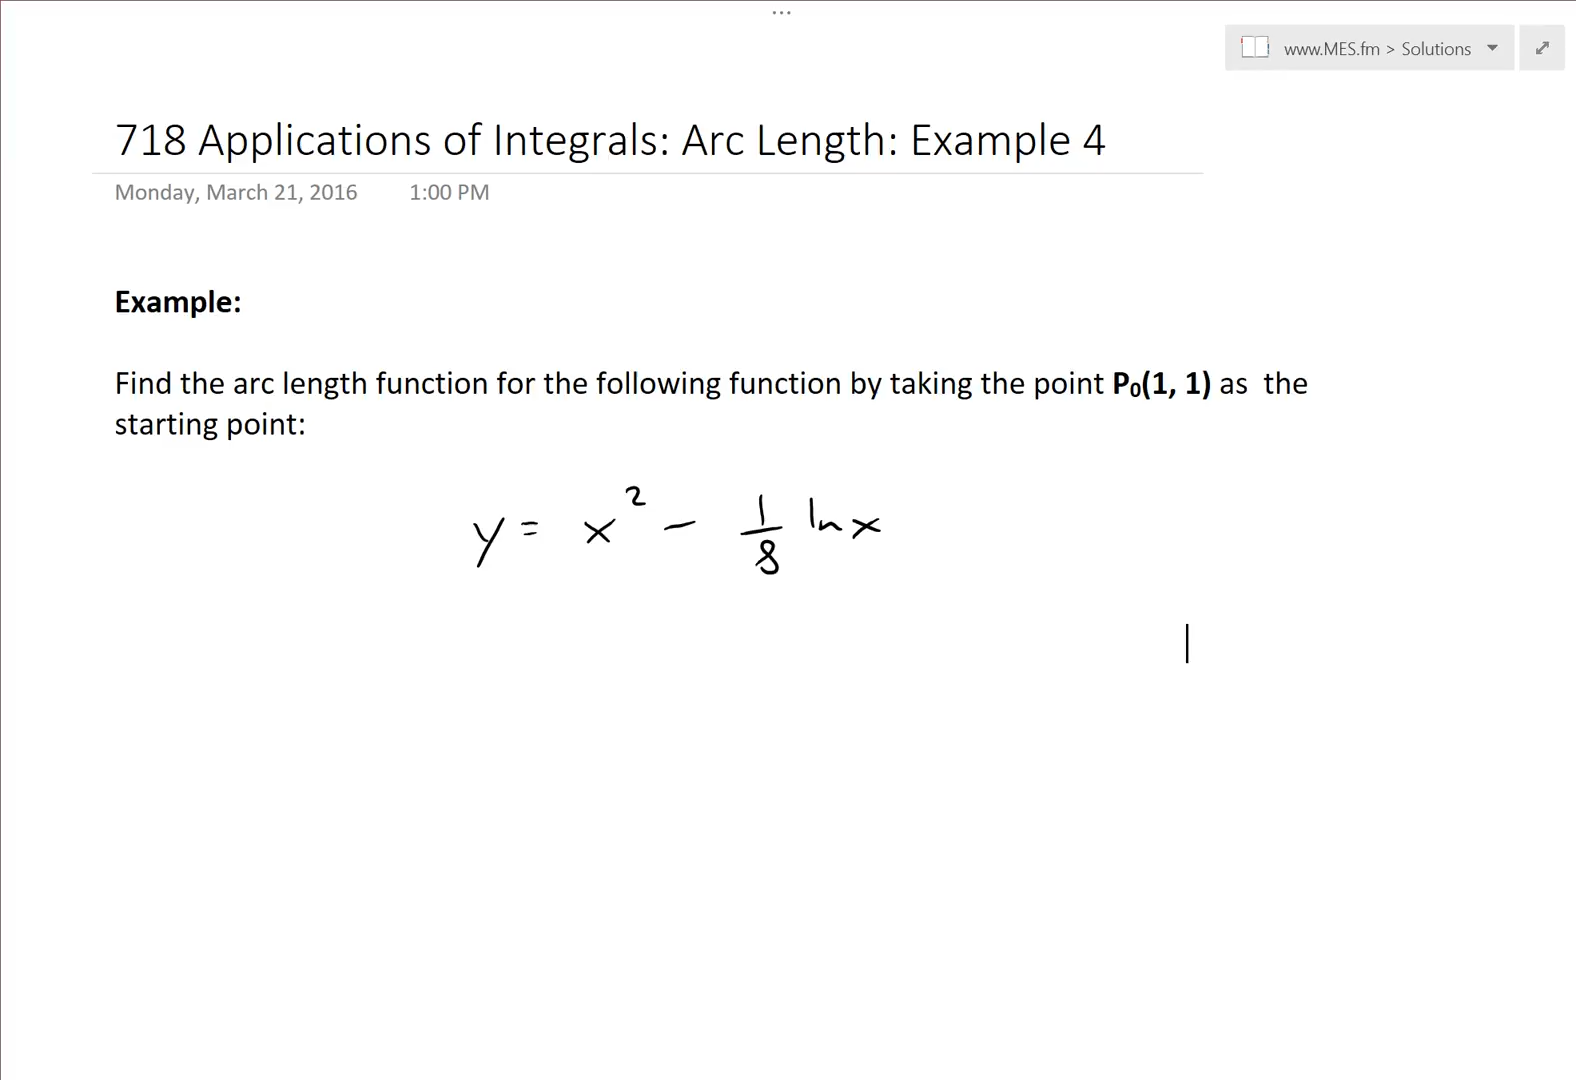 ...
www.MES.fm > Solutions
718 Applications of Integrals: Arc Length: Example 4
Monday, March 21, 2016 1:00 PM
Example:
Find the arc length function for the following function by taking the point P₀(1, 1) as the
starting point:
y = x² - 1/8 ln x